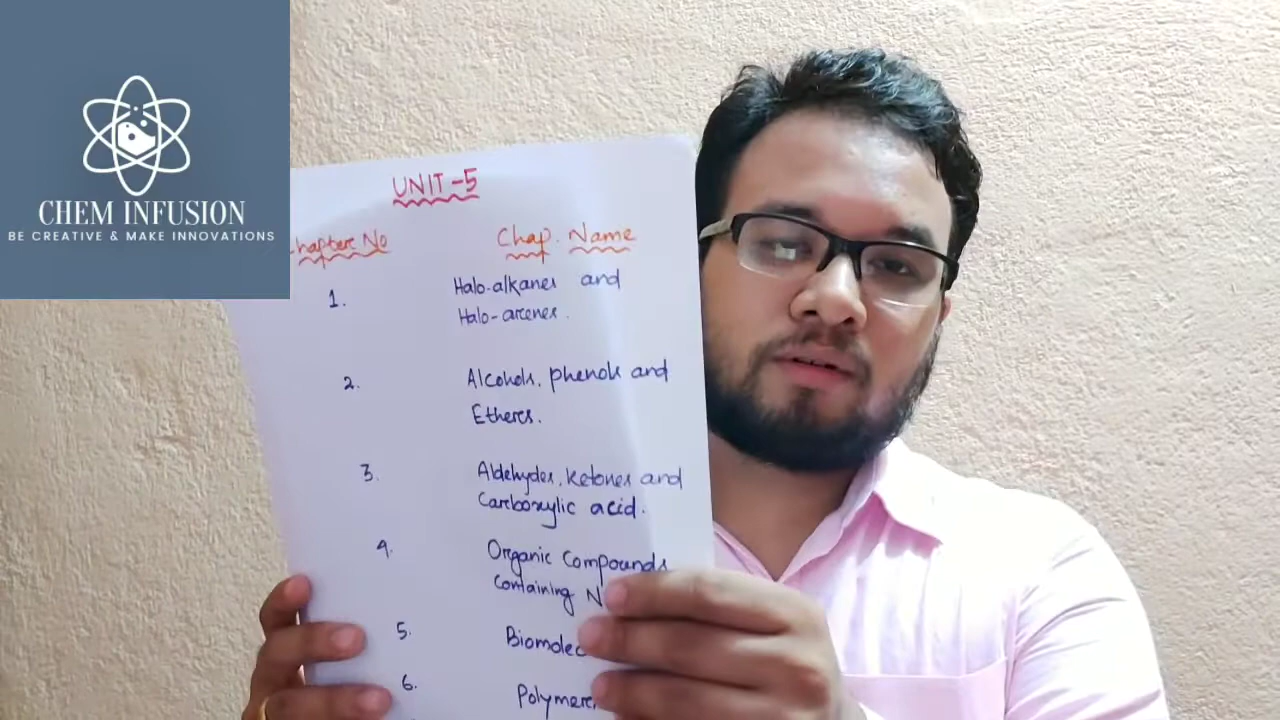 CHEM INFUSION
BE CREATIVE & MAKE INNOVATIONS
UNIT-5
Chap. Name
1. Halo-alkanes and
Halo-arenes.
2. Alcohols, phenols and
Ethers.
3. Aldehydes, ketones and
Carboxylic acid.
4. Organic Compounds
Containing N
5.
6.